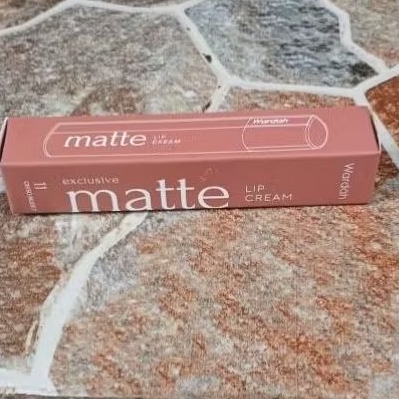 matte LIP
CREAM
Wardah
exclusive
matte
LIP
CREAM
11
Wardah